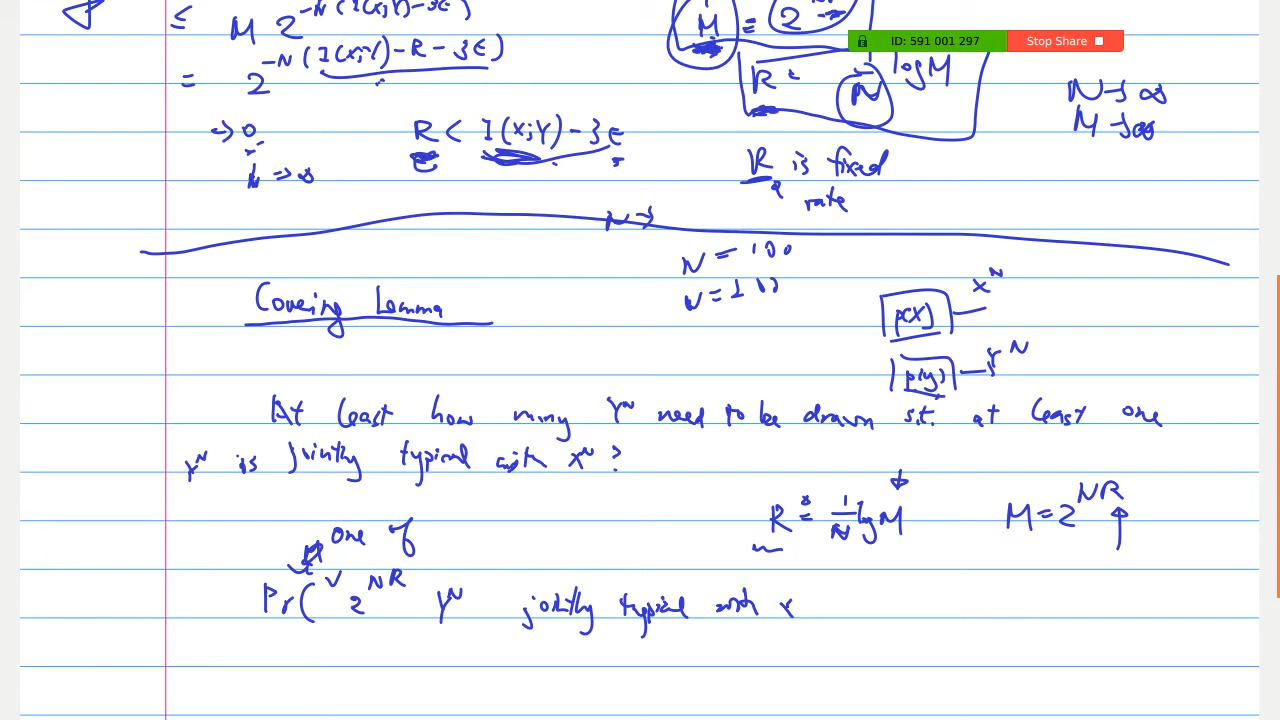 ≤ M 2^{-N(I(X;Y)-3ε)}
= 2^{-N(I(X;Y)-R-3ε)}
M = 2
ID: 591 001 297 Stop Share
R = 1/N log M
N→∞
M→∞
→ 0
R < I(X;Y) - 3ε
N → ∞
R is fixed
rate
N →
N = 100
Covering Lemma
p(x) x^N
p(y) Y^N
At least how many Y^N need to be drawn s.t. at least one
Y^N is jointly typical with X^N ?
R = 1/N log M M = 2^{NR}
one of
Pr( 2^{NR} Y^N jointly typical with x